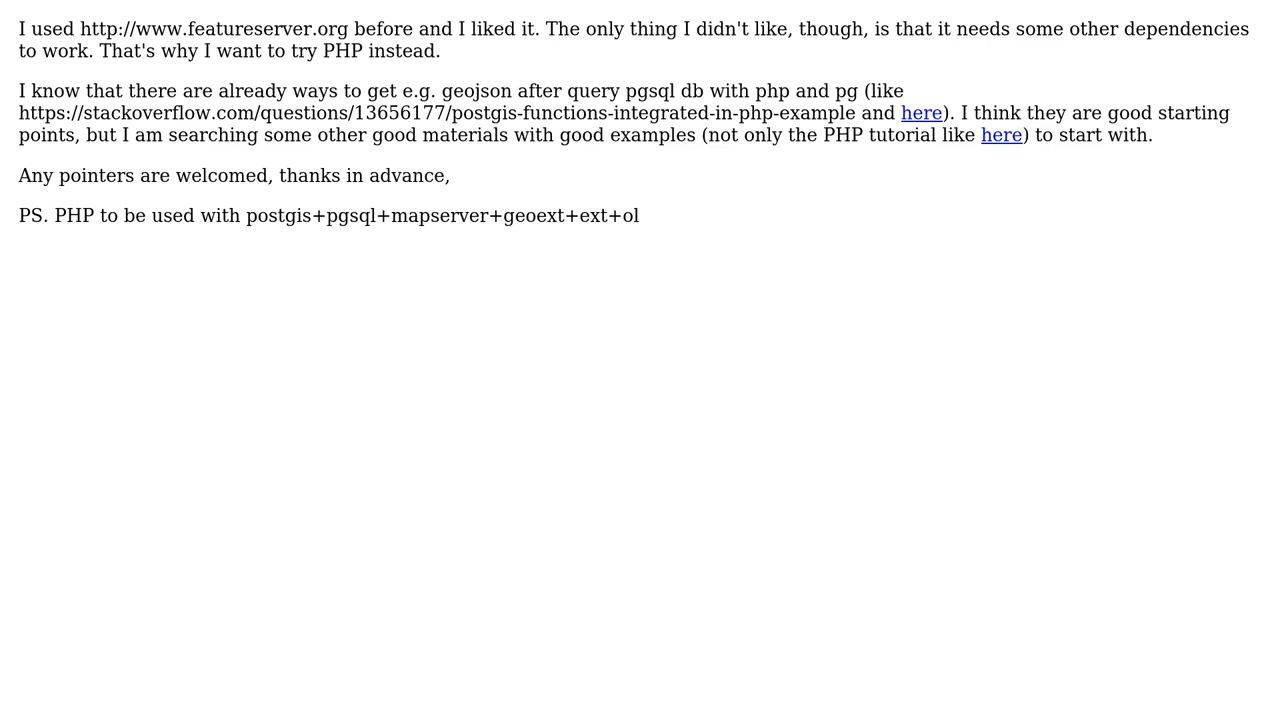 I used http://www.featureserver.org before and I liked it. The only thing I didn't like, though, is that it needs some other dependencies
to work. That's why I want to try PHP instead.
I know that there are already ways to get e.g. geojson after query pgsql db with php and pg (like
https://stackoverflow.com/questions/13656177/postgis-functions-integrated-in-php-example and here). I think they are good starting
points, but I am searching some other good materials with good examples (not only the PHP tutorial like here) to start with.
Any pointers are welcomed, thanks in advance,
PS. PHP to be used with postgis+pgsql+mapserver+geoext+ext+ol